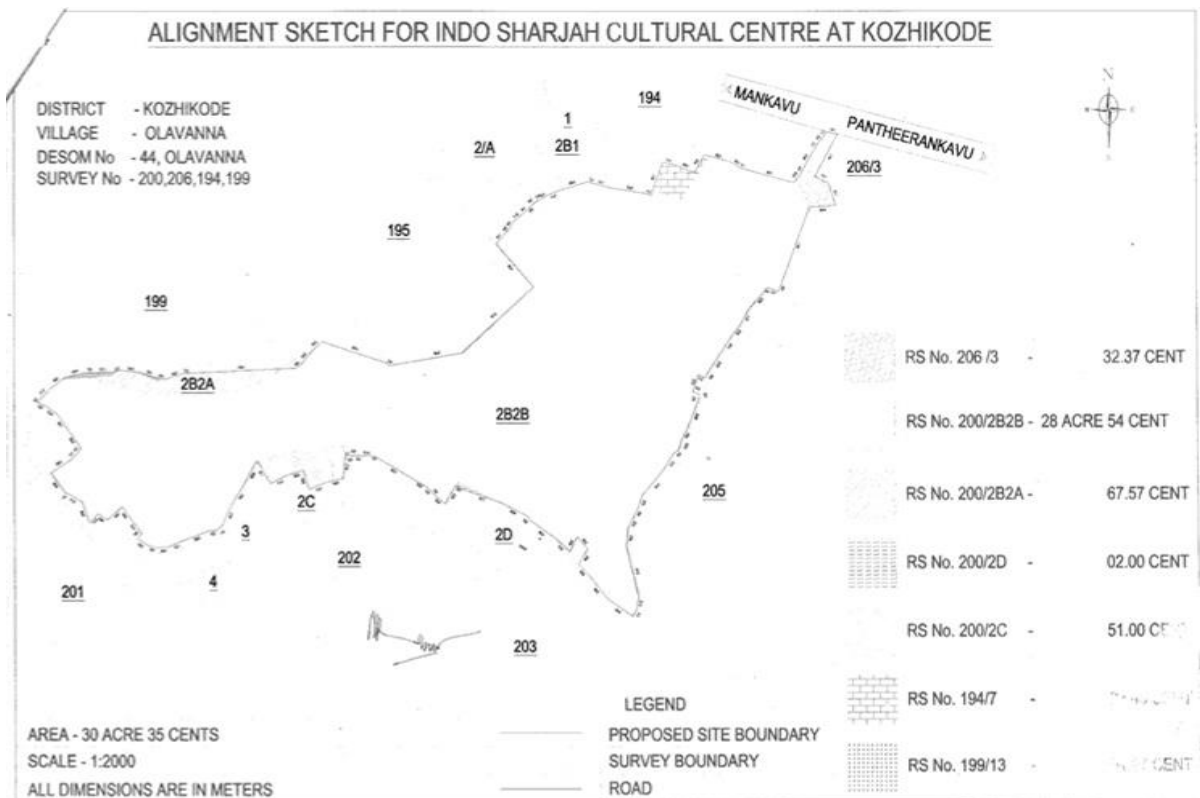 ALIGNMENT SKETCH FOR INDO SHARJAH CULTURAL CENTRE AT KOZHIKODE
DISTRICT - KOZHIKODE
VILLAGE - OLAVANNA
DESOM No - 44, OLAVANNA
SURVEY No - 200,206,194,199
194
1
2/A
2B1
MANKAVU
PANTHEERANKAVU
N
206/3
195
199
2B2A
2B2B
205
2C
3
2D
202
4
201
203
RS No. 206 /3 - 32.37 CENT
RS No. 200/2B2B - 28 ACRE 54 CENT
RS No. 200/2B2A - 67.57 CENT
RS No. 200/2D - 02.00 CENT
RS No. 200/2C - 51.00
RS No. 194/7 -
RS No. 199/13 - CENT
AREA - 30 ACRE 35 CENTS
SCALE - 1:2000
ALL DIMENSIONS ARE IN METERS
LEGEND
PROPOSED SITE BOUNDARY
SURVEY BOUNDARY
ROAD